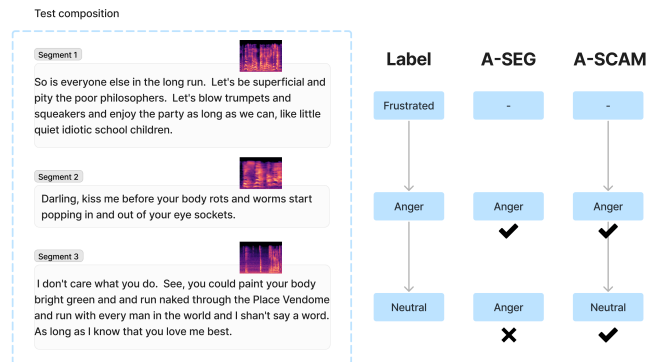 Test composition
Segment 1
So is everyone else in the long run.  Let's be superficial and
pity the poor philosophers.  Let's blow trumpets and
squeakers and enjoy the party as long as we can, like little
quiet idiotic school children.
Segment 2
Darling, kiss me before your body rots and worms start
popping in and out of your eye sockets.
Segment 3
I don't care what you do.  See, you could paint your body
bright green and and run naked through the Place Vendome
and run with every man in the world and I shan't say a word.
As long as I know that you love me best.
Label A-SEG A-SCAM
Frustrated - -
Anger Anger Anger
Neutral Anger Neutral